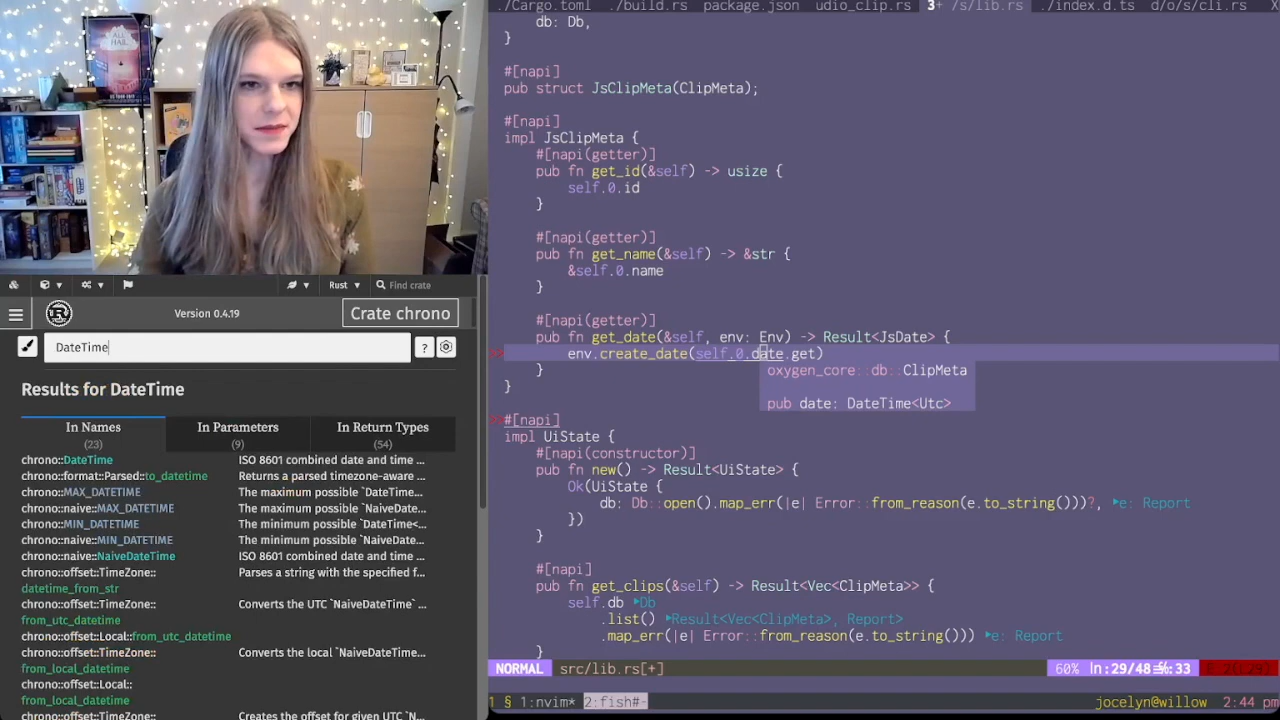 ALL HAIL
Rust
Find crate
Version 0.4.19
Crate chrono
DateTime
?
Results for DateTime
In Names
(23)
In Parameters
(9)
In Return Types
(54)
chrono::DateTime ISO 8601 combined date and time ...
chrono::format::Parsed::to_datetime Returns a parsed timezone-aware ...
chrono::MAX_DATETIME The maximum possible `DateTime...
chrono::naive::MAX_DATETIME The maximum possible `NaiveDate...
chrono::MIN_DATETIME The minimum possible `DateTime<...
chrono::naive::MIN_DATETIME The minimum possible `NaiveDate...
chrono::naive::NaiveDateTime ISO 8601 combined date and time ...
chrono::offset::TimeZone:: Parses a string with the specified f...
datetime_from_str
chrono::offset::TimeZone:: Converts the UTC `NaiveDateTime` ...
from_utc_datetime
chrono::offset::Local::from_utc_datetime
chrono::offset::TimeZone:: Converts the local `NaiveDateTime...
from_local_datetime
chrono::offset::Local::
from_local_datetime
chrono::offset::TimeZone:: Creates the offset for given UTC `N...
./Cargo.toml ./build.rs package.json udio_clip.rs 3+ /s/lib.rs ./index.d.ts d/o/s/cli.rs X
db: Db,
}
#[napi]
pub struct JsClipMeta(ClipMeta);
#[napi]
impl JsClipMeta {
#[napi(getter)]
pub fn get_id(&self) -> usize {
self.0.id
}
#[napi(getter)]
pub fn get_name(&self) -> &str {
&self.0.name
}
#[napi(getter)]
pub fn get_date(&self, env: Env) -> Result<JsDate> {
>> env.create_date(self.0.date.get)
} oxygen_core::db::ClipMeta
}
pub date: DateTime<Utc>
>>#[napi]
impl UiState {
#[napi(constructor)]
pub fn new() -> Result<UiState> {
Ok(UiState {
db: Db::open().map_err(|e| Error::from_reason(e.to_string()))?, ▸e: Report
})
}
#[napi]
pub fn get_clips(&self) -> Result<Vec<ClipMeta>> {
self.db ▸Db
.list() ▸Result<Vec<ClipMeta>, Report>
.map_err(|e| Error::from_reason(e.to_string())) ▸e: Report
}
NORMAL src/lib.rs[+] 60% ln:29/48 33
1 § 1:nvim* 2:fish#- jocelyn@willow 2:44 pm